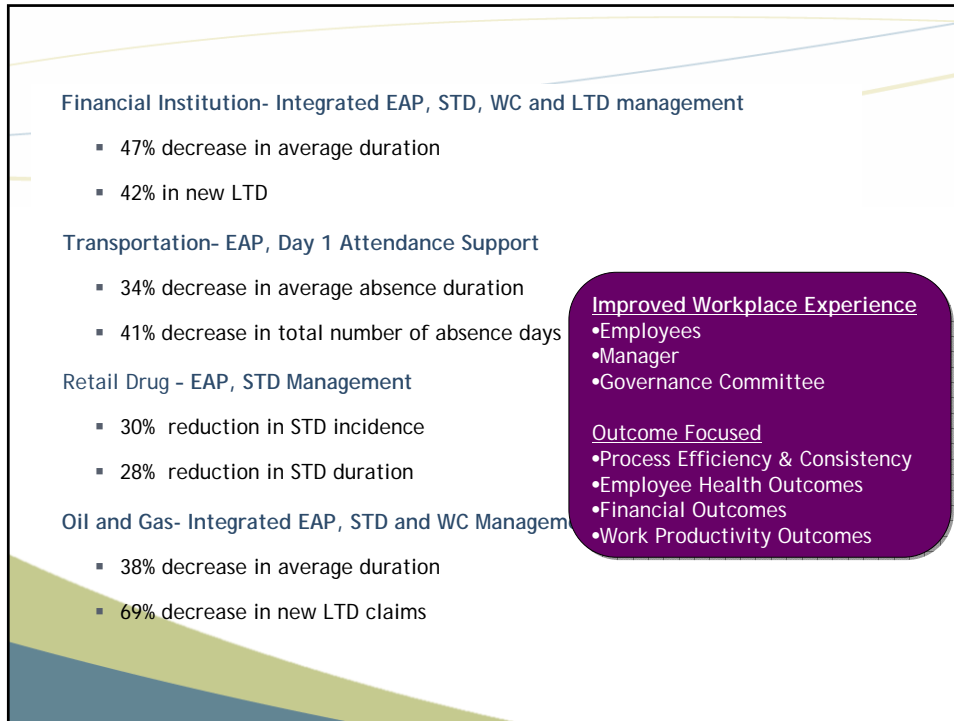 Financial Institution- Integrated EAP, STD, WC and LTD management
▪ 47% decrease in average duration
▪ 42% in new LTD
Transportation- EAP, Day 1 Attendance Support
▪ 34% decrease in average absence duration
▪ 41% decrease in total number of absence days
Retail Drug - EAP, STD Management
▪ 30% reduction in STD incidence
▪ 28% reduction in STD duration
Oil and Gas- Integrated EAP, STD and WC Manageme
▪ 38% decrease in average duration
▪ 69% decrease in new LTD claims
Improved Workplace Experience
•Employees
•Manager
•Governance Committee
Outcome Focused
•Process Efficiency & Consistency
•Employee Health Outcomes
•Financial Outcomes
•Work Productivity Outcomes